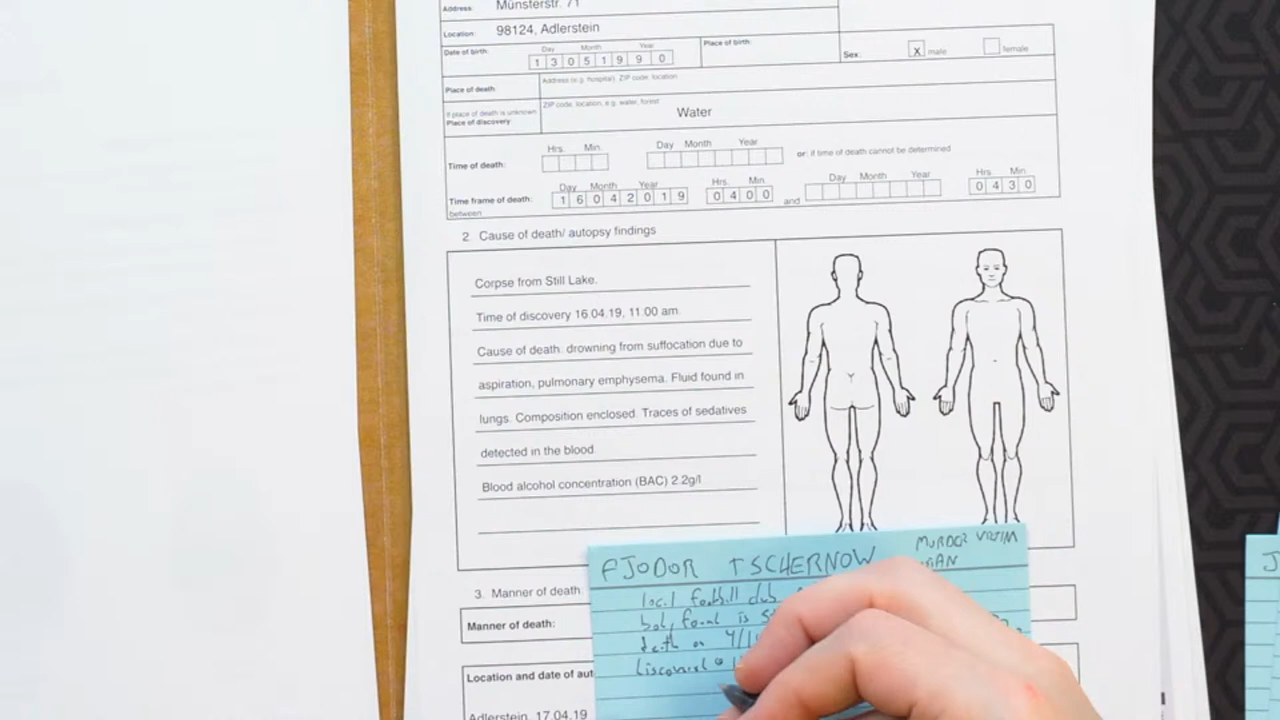 Address: Münsterstr. 71
Location: 98124, Adlerstein
Date of birth: Day Month Year 1 3 0 5 1 9 9 0 Place of birth: Sex: x male female
Place of death Address (e.g. hospital), ZIP code, location
If place of death is unknown: Place of discovery ZIP code, location, e.g. water, forest Water
Time of death: Hrs. Min. Day Month Year or: if time of death cannot be determined
Time frame of death: between Day Month Year 1 6 0 4 2 0 1 9 Hrs. Min 0 4 0 0 and Day Month Year Hrs. Min. 0 4 3 0
2. Cause of death/ autopsy findings
Corpse from Still Lake.
Time of discovery 16.04.19, 11:00 am.
Cause of death: drowning from suffocation due to
aspiration, pulmonary emphysema. Fluid found in
lungs. Composition enclosed. Traces of sedatives
detected in the blood
Blood alcohol concentration (BAC) 2.2g/l
3. Manner of death:
Manner of death:
Location and date of aut
Adlerstein, 17.04.19
FJODOR TSCHERNOW MURDER VICTIM
local football club
found is
death on 4/1
J